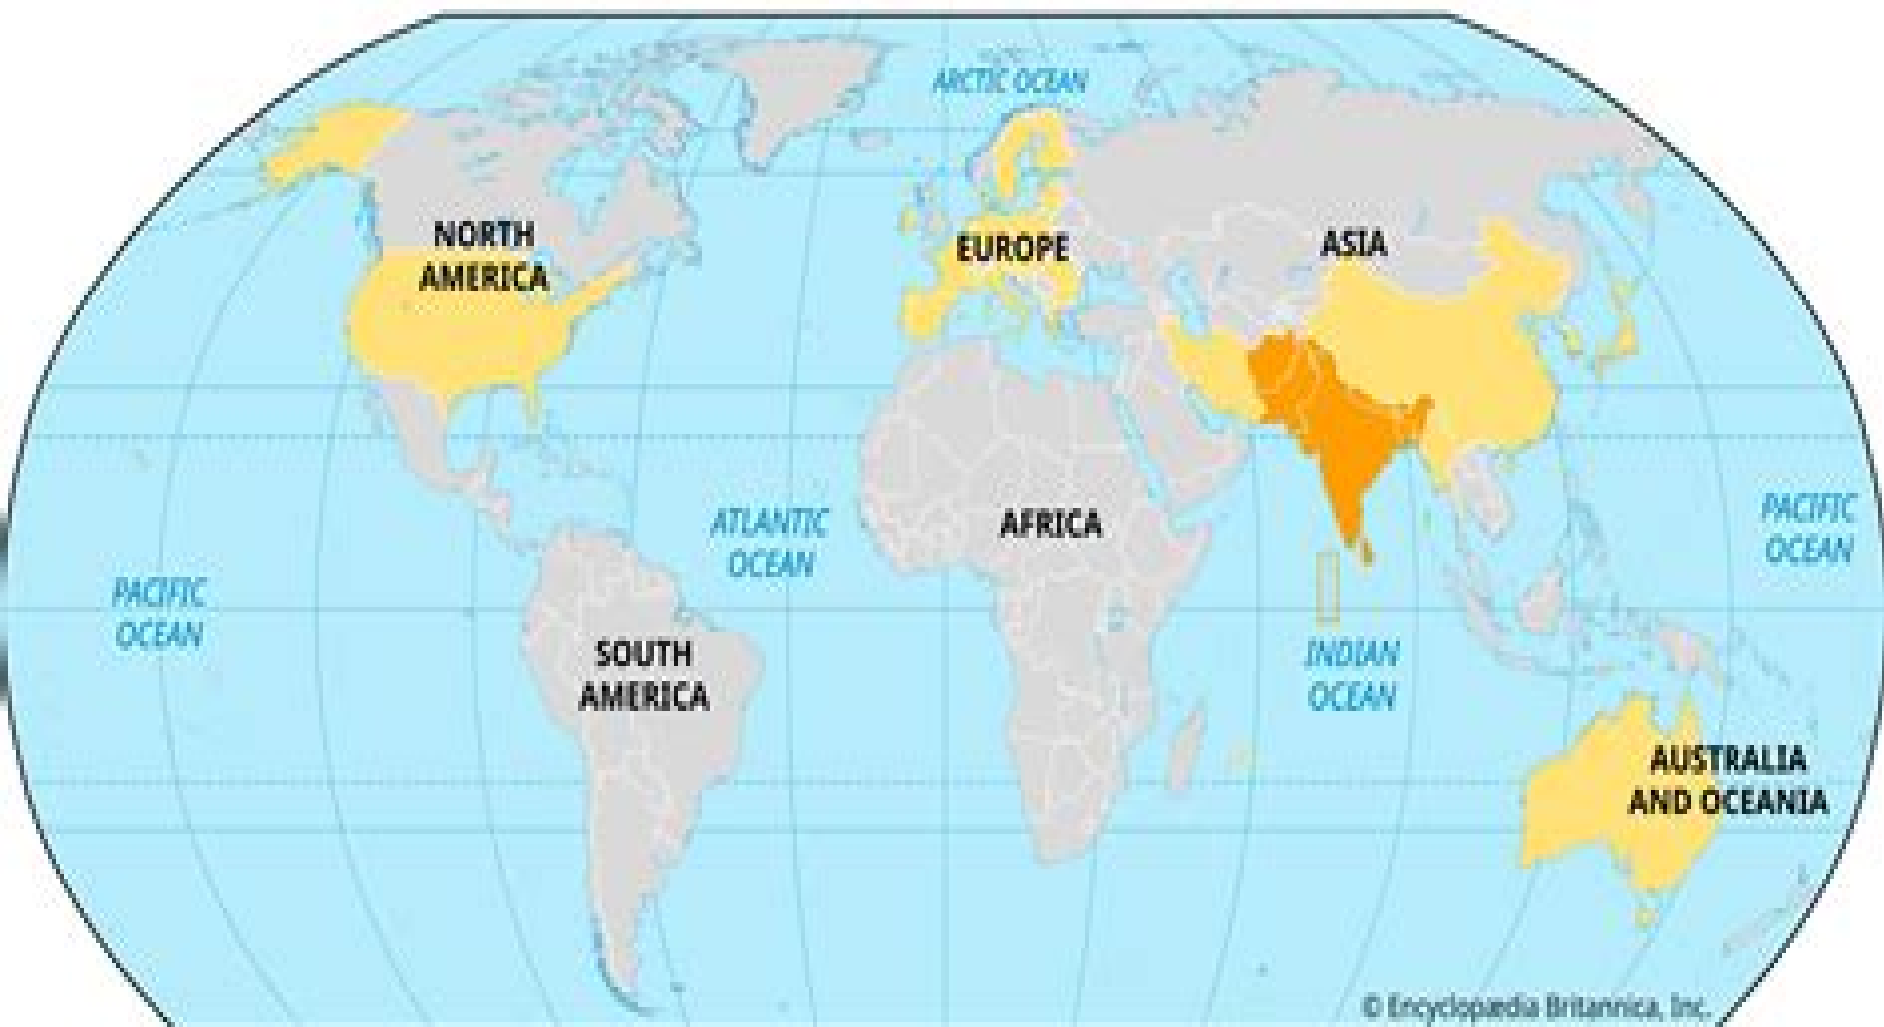 ARCTIC OCEAN
NORTH
AMERICA
EUROPE
ASIA
ATLANTIC
OCEAN
AFRICA
PACIFIC
OCEAN
PACIFIC
OCEAN
SOUTH
AMERICA
INDIAN
OCEAN
AUSTRALIA
AND OCEANIA
© Encyclopædia Britannica, Inc.